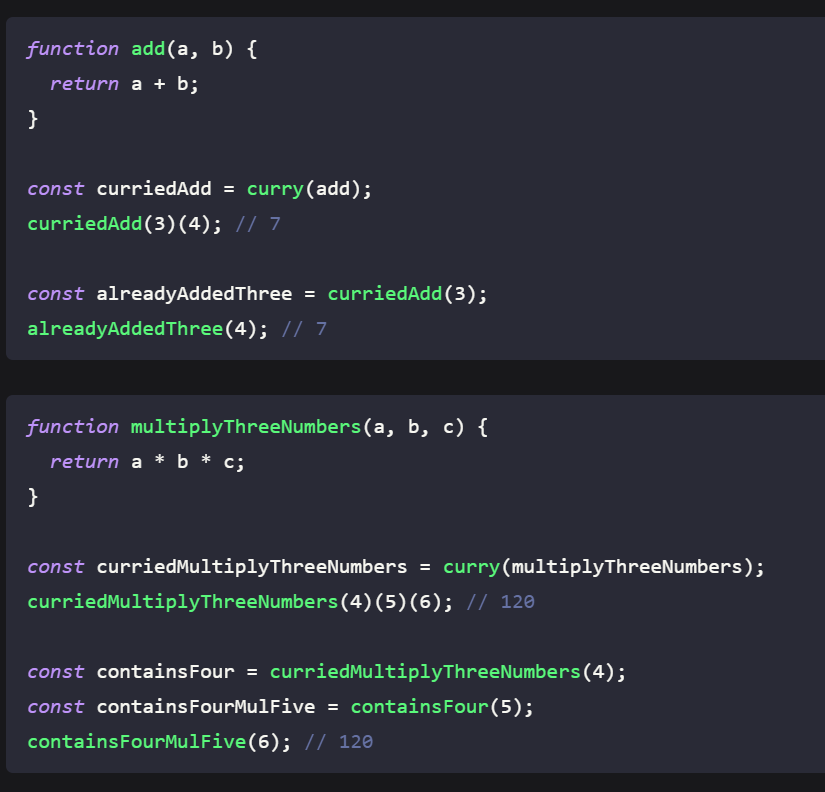 function add(a, b) {
  return a + b;
}

const curriedAdd = curry(add);
curriedAdd(3)(4); // 7

const alreadyAddedThree = curriedAdd(3);
alreadyAddedThree(4); // 7

function multiplyThreeNumbers(a, b, c) {
  return a * b * c;
}

const curriedMultiplyThreeNumbers = curry(multiplyThreeNumbers);
curriedMultiplyThreeNumbers(4)(5)(6); // 120

const containsFour = curriedMultiplyThreeNumbers(4);
const containsFourMulFive = containsFour(5);
containsFourMulFive(6); // 120